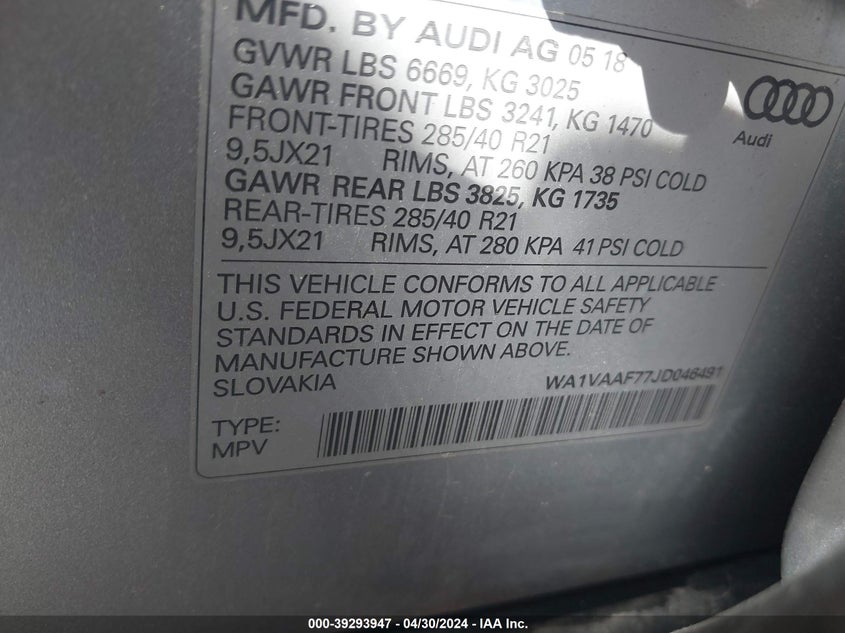 MFD. BY AUDI AG 05 18
GVWR LBS 6669, KG 3025
GAWR FRONT LBS 3241, KG 1470
FRONT-TIRES 285/40 R21
9,5JX21 RIMS, AT 260 KPA 38 PSI COLD
GAWR REAR LBS 3825, KG 1735
REAR-TIRES 285/40 R21
9,5JX21 RIMS, AT 280 KPA 41 PSI COLD
Audi
THIS VEHICLE CONFORMS TO ALL APPLICABLE
U.S. FEDERAL MOTOR VEHICLE SAFETY
STANDARDS IN EFFECT ON THE DATE OF
MANUFACTURE SHOWN ABOVE.
SLOVAKIA WA1VAAF77JD046491
TYPE:
MPV
000-39293947 - 04/30/2024 - WWW.IAAI.COM